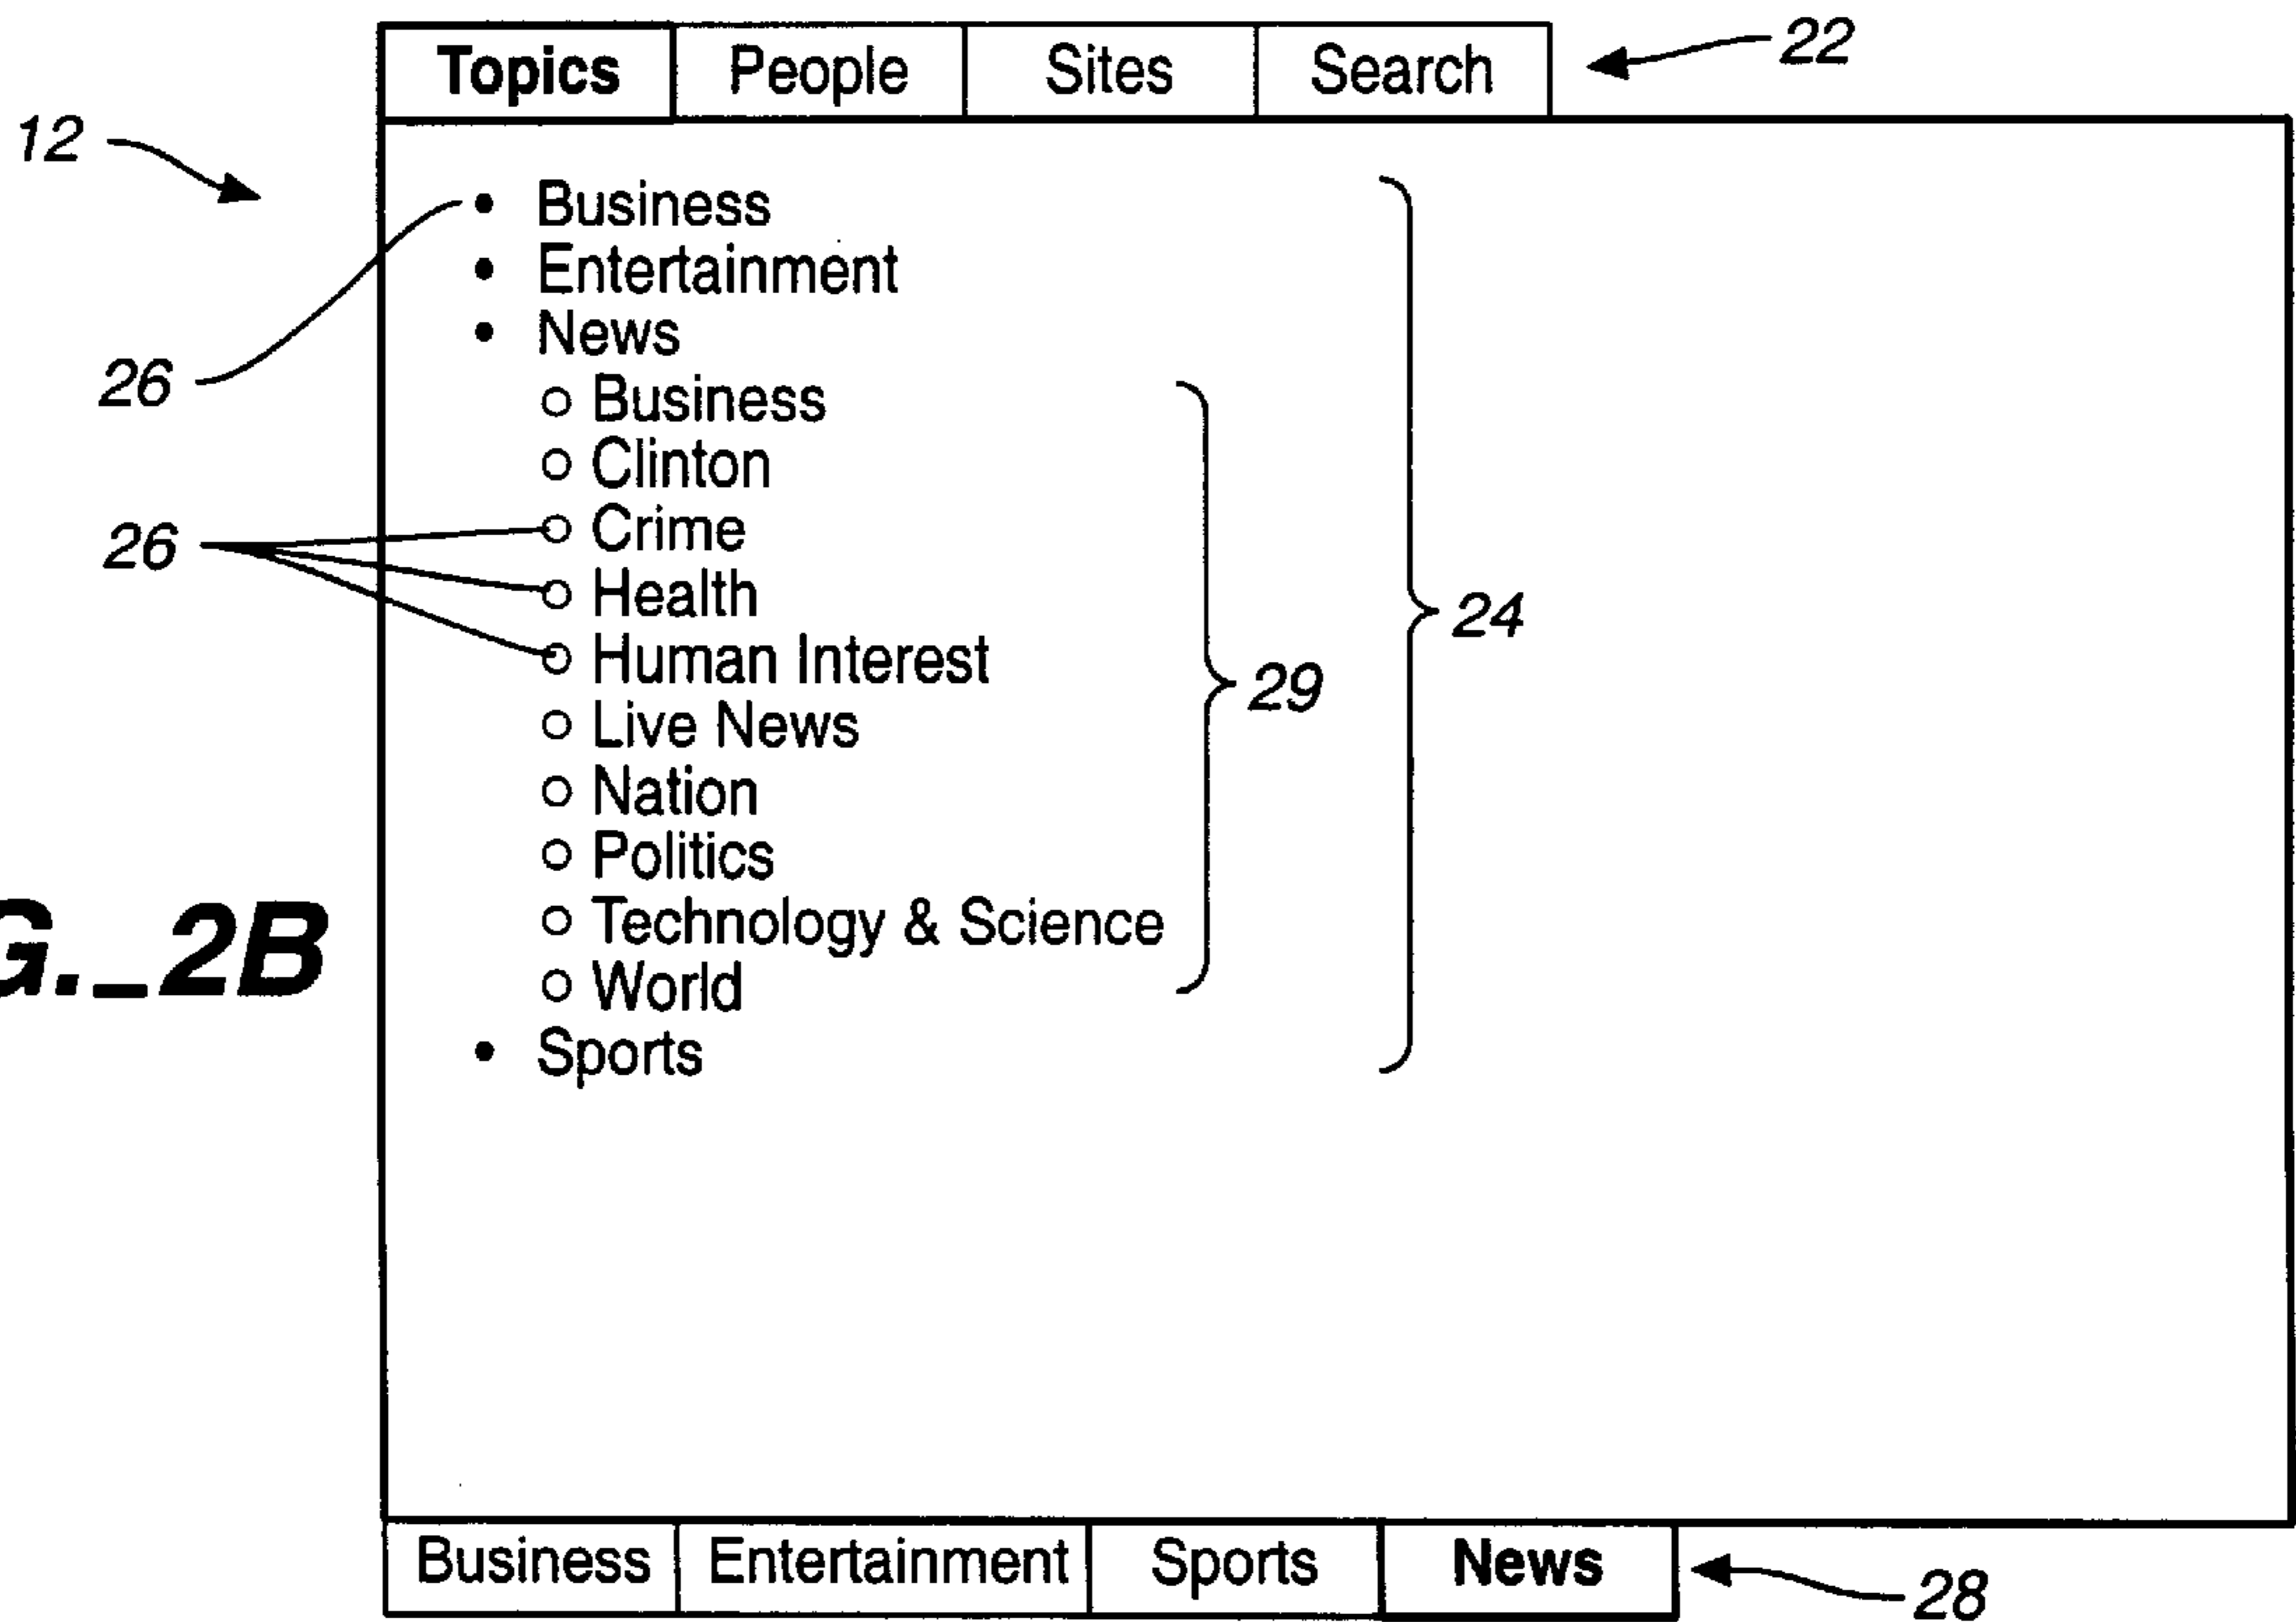 Topics People Sites Search 22
12
• Business
• Entertainment
• News
26
○ Business
○ Clinton
○ Crime
26
○ Health
24
○ Human Interest
29
○ Live News
○ Nation
○ Politics
○ Technology & Science
G._2B
○ World
• Sports
Business Entertainment Sports News 28